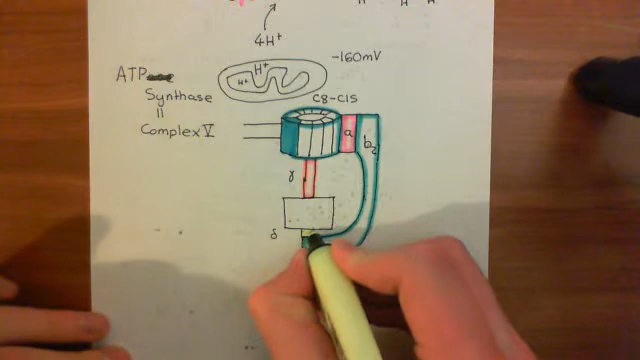 H H H
4H⁺
-160mV
H⁺
H⁺
ATP
Synthase
=
Complex V
C8-C15
a
b₂
γ
δ